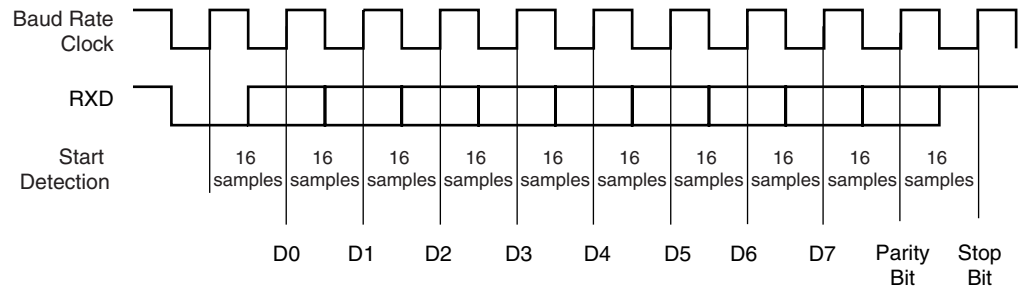 Baud Rate
Clock
RXD
Start
Detection
16 16 16 16 16 16 16 16 16 16
samples samples samples samples samples samples samples samples samples samples
D0 D1 D2 D3 D4 D5 D6 D7 Parity Stop
Bit Bit